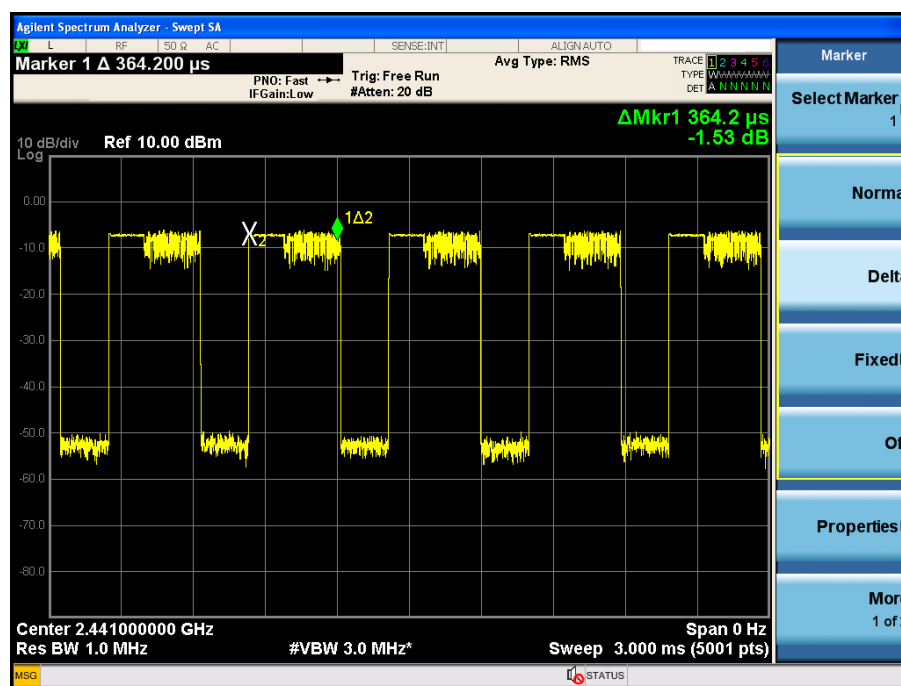 Agilent Spectrum Analyzer - Swept SA
LXI L RF 50 Ω AC SENSE:INT ALIGN AUTO
Marker 1 Δ 364.200 µs
PNO: Fast
IFGain:Low
Trig: Free Run
#Atten: 20 dB
Avg Type: RMS
TRACE 1 2 3 4 5 6
TYPE
DET A N N N N N
ΔMkr1 364.2 µs
-1.53 dB
10 dB/div
Log
Ref 10.00 dBm
0.00
-10.0
-20.0
-30.0
-40.0
-50.0
-60.0
-70.0
-80.0
X2
1Δ2
Center 2.441000000 GHz
Span 0 Hz
Res BW 1.0 MHz
#VBW 3.0 MHz*
Sweep 3.000 ms (5001 pts)
MSG
STATUS
Marker
Select Marker
1
Norma
Delt
Fixed
Of
Properties
Mor
1 of